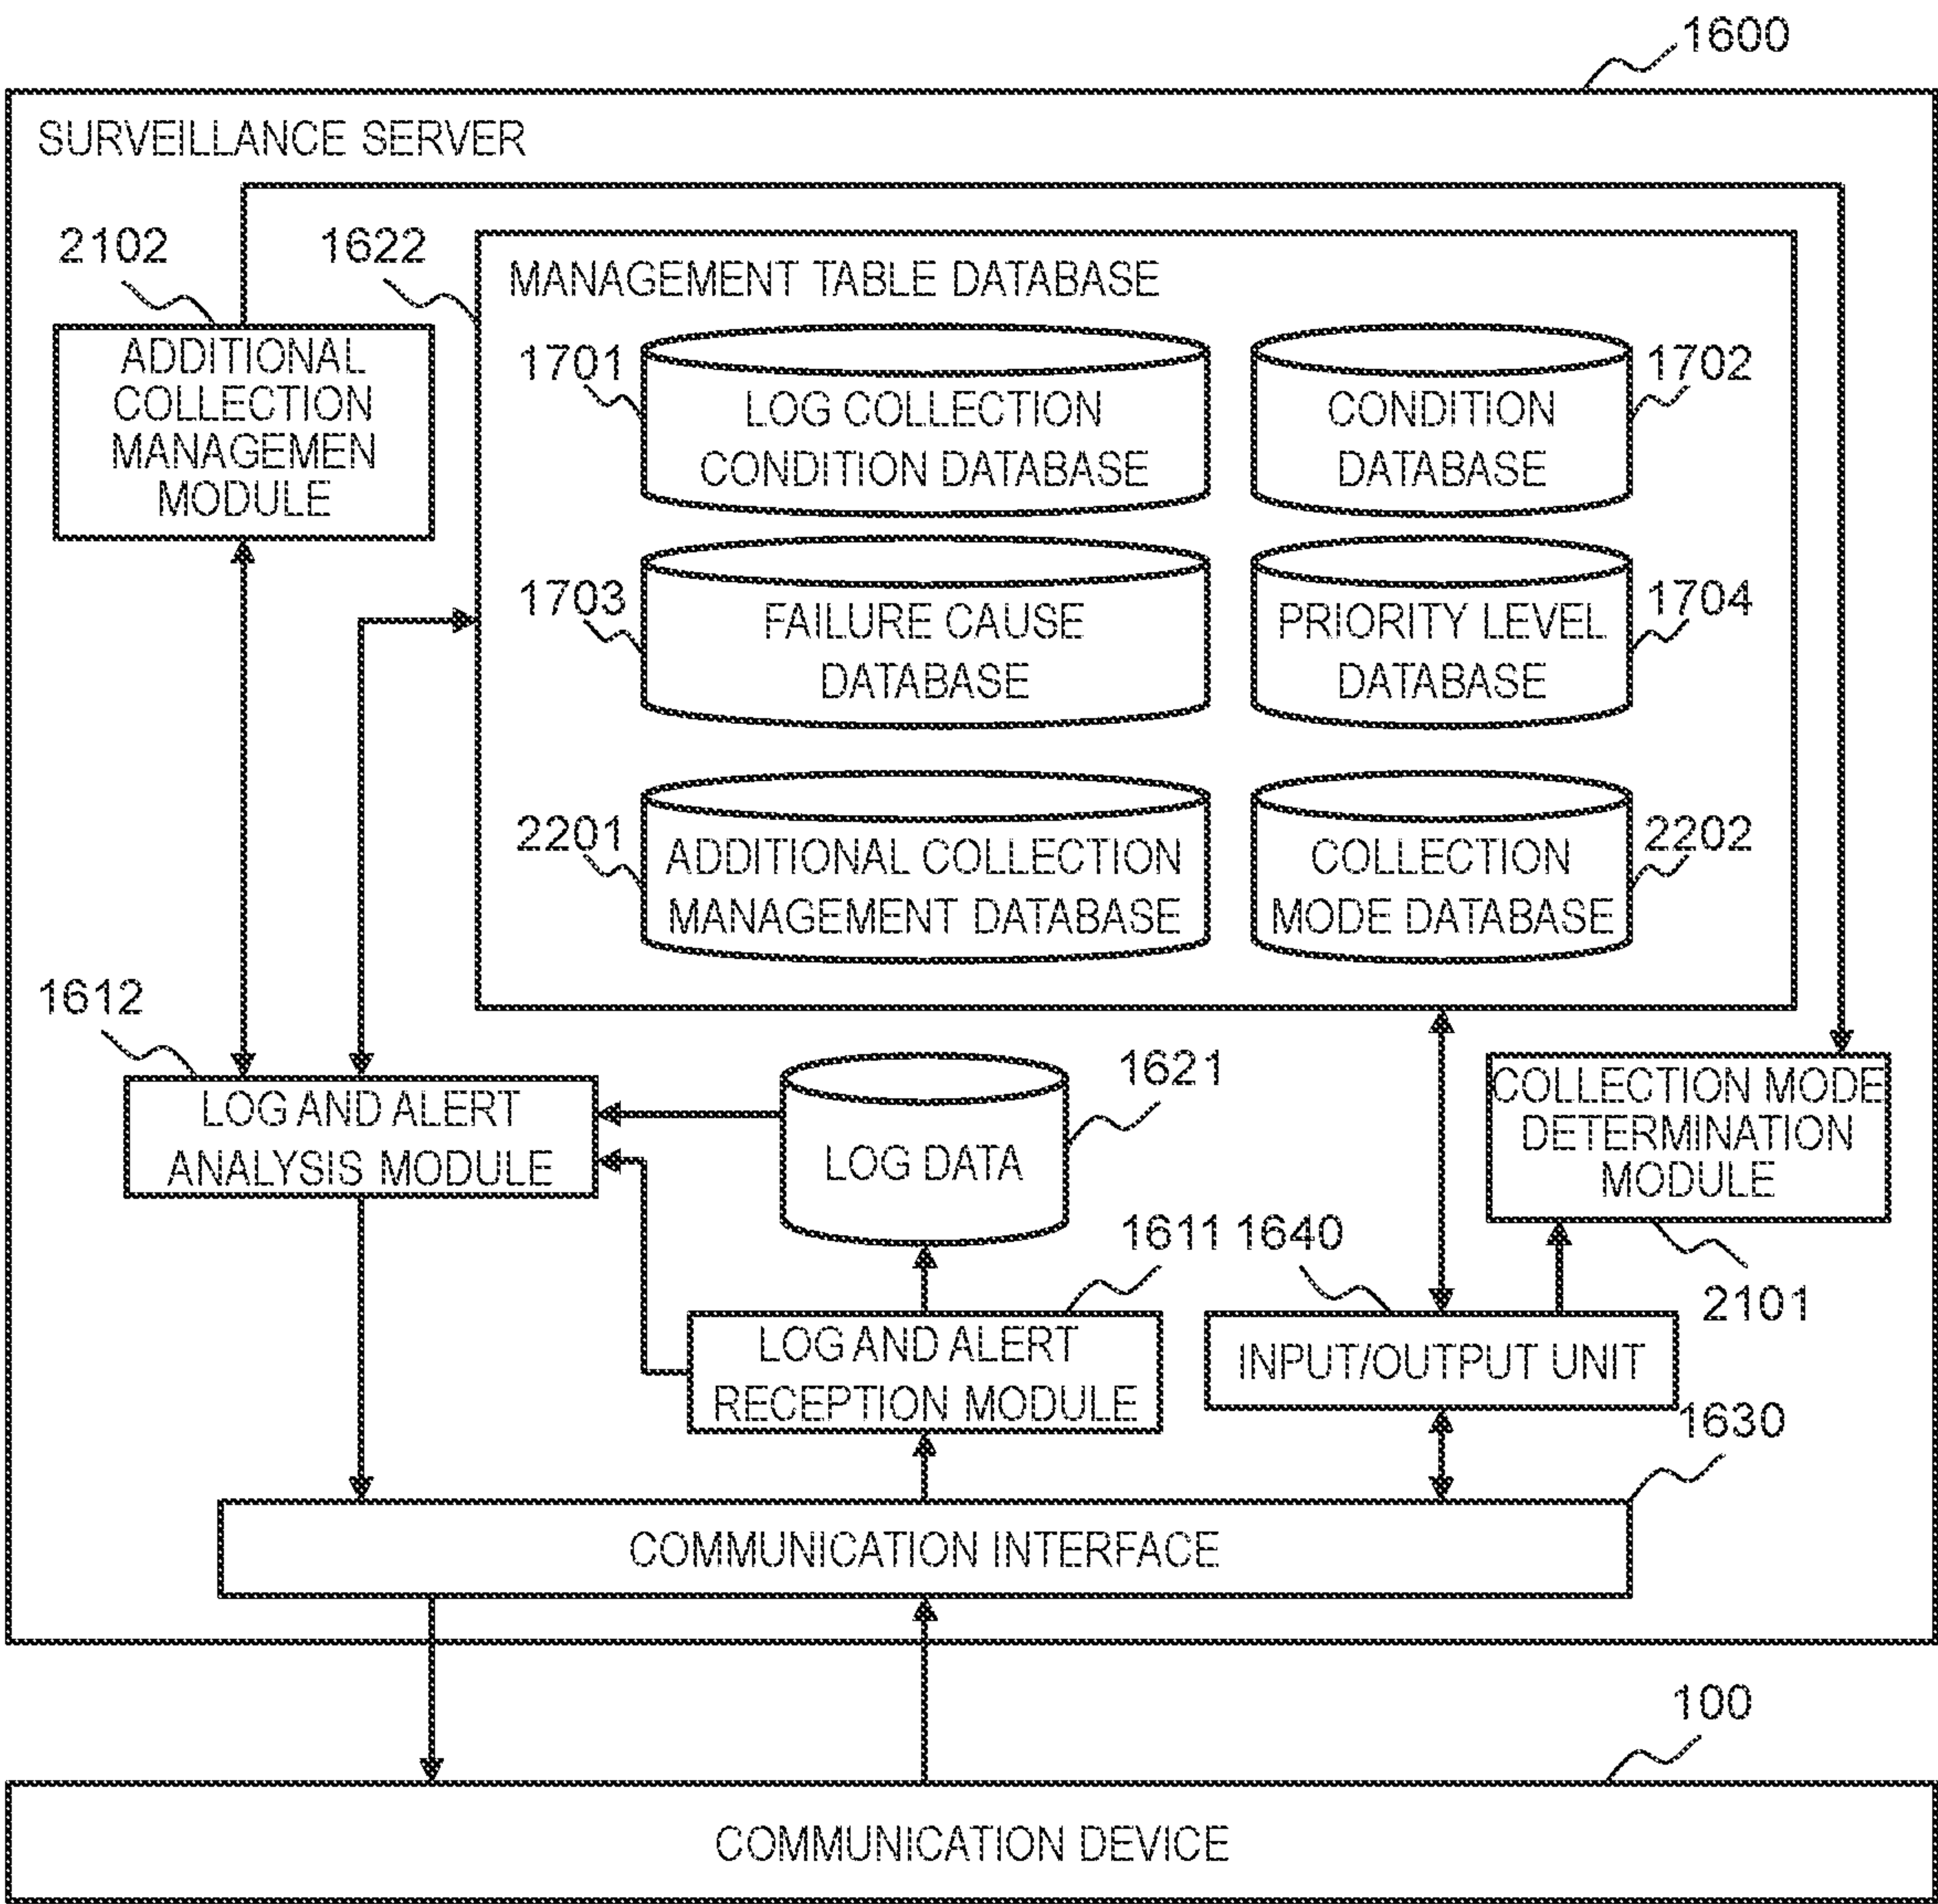 1600
SURVEILLANCE SERVER
2102
1622
MANAGEMENT TABLE DATABASE
ADDITIONAL
COLLECTION
MANAGEMEN
MODULE
1701
LOG COLLECTION
CONDITION DATABASE
CONDITION
DATABASE
1702
1703
FAILURE CAUSE
DATABASE
PRIORITY LEVEL
DATABASE
1704
2201
ADDITIONAL COLLECTION
MANAGEMENT DATABASE
COLLECTION
MODE DATABASE
2202
1612
LOG AND ALERT
ANALYSIS MODULE
1621
LOG DATA
COLLECTION MODE
DETERMINATION
MODULE
2101
1611
LOG AND ALERT
RECEPTION MODULE
1640
INPUT/OUTPUT UNIT
1630
COMMUNICATION INTERFACE
100
COMMUNICATION DEVICE